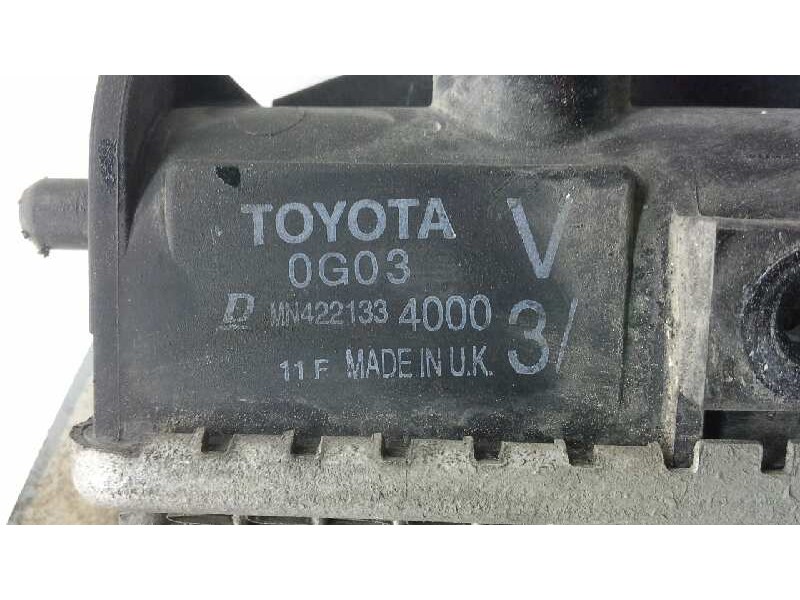 TOYOTA V
0G03
D MN422133 4000 3/
11 F MADE IN U.K.